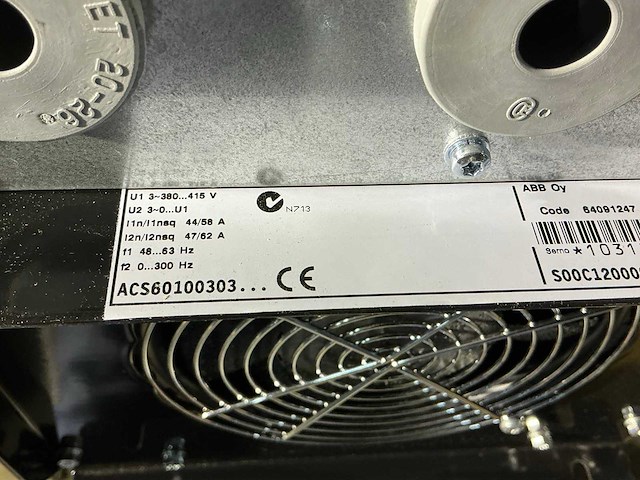 ET 20-26
U1 3~380...415 V
U2 3~0...U1
I1n/I1nsq 44/58 A
I2n/I2nsq 47/62 A
f1 48...63 Hz
f2 0...300 Hz
ACS60100303... CE
N713
ABB Oy
Code 64091247
*1031
S00C12000